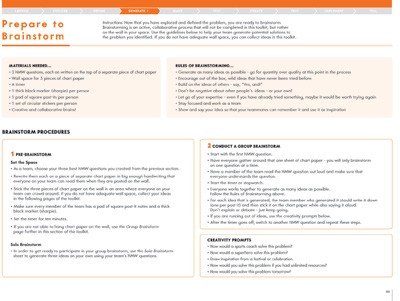 Prepare to
Brainstorm
Instructions: Now that you have explored and defined the problem, you are ready to brainstorm.
Brainstorming is an active, collaborative process that will not be completed in this toolkit, but rather
on the wall in your space. Use the guidelines below to help your team generate potential solutions to
the problem you identified. If you do not have adequate wall space, you can collect ideas in this toolkit.
MATERIALS NEEDED...
• 3 HMW questions, each as written on the top of a separate piece of chart paper
• Wall space for 3 pieces of chart paper
• A timer
• 1 thick black marker (Sharpie) per person
• 1 pad of square post-its per person
• 1 set of circular stickers per person
• Creative and collaborative brains!
RULES OF BRAINSTORMING...
• Generate as many ideas as possible - go for quantity over quality at this point in the process
• Encourage out of the box, wild ideas that have never been tried before
• Build on the ideas of others - say, "Yes, and!"
• Don't be negative about other people's ideas - or your own!
• Let go of your expertise - even if you have already tried something, maybe it would be worth trying again.
• Stay focused and work as a team
• Show and say your idea so that your teammates can remember it and use it as inspiration
BRAINSTORM PROCEDURES
1 PRE-BRAINSTORM
Set the Space
• As a team, choose your three best HMW questions you created from the previous section.
• Rewrite them each on a piece of separate chart paper in big enough handwriting that
everyone on your team can read them when they are posted on the wall.
• Stick the three pieces of chart paper on the wall in an area where everyone on your
team can crowd around. If you do not have adequate wall space, collect your ideas
in the following pages of the toolkit.
• Make sure every member of the team has a pad of square post-it notes and a thick
black marker (Sharpie).
• Set the timer for ten minutes.
• If you are not able to hang chart paper on the wall, use the Group Brainstorm
page further in this section of the toolkit.
Solo Brainstorm
• In order to get ready to participate in your group brainstorm, use the Solo Brainstorm
sheet to generate three ideas on your own using your team's HMW questions.
2 CONDUCT A GROUP BRAINSTORM
• Start with the first HMW question.
• Have everyone gather around that one sheet of chart paper - you will only brainstorm
on one question at a time.
• Have a member of the team read the HMW question out loud and make sure that
everyone understands the question.
• Start the timer or stopwatch.
• Everyone works together to generate as many ideas as possible.
Follow the Rules of Brainstorming above.
• For each idea that is generated, the team member who generated it should write it down
(one per post-it) and then stick it on the chart paper while also saying it aloud.
Don't explain or debate - just keep going.
• If you are running out of ideas, use the creativity prompts below.
• After the timer goes off, switch to another HMW question and repeat these steps.
CREATIVITY PROMPTS
• How would a sports coach solve this problem?
• How would a superhero solve this problem?
• Draw inspiration from a festival or celebration.
• How would you solve this problem if you had unlimited resources?
• How would you solve this problem tomorrow?